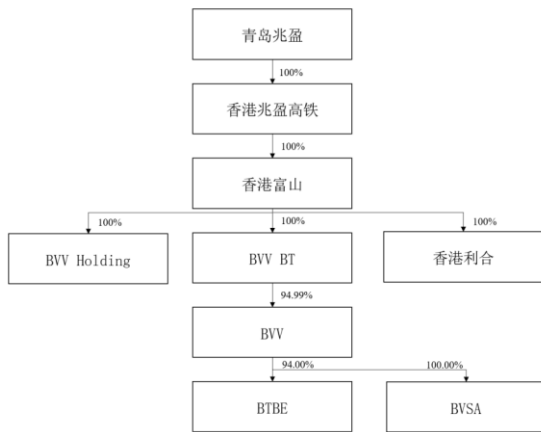 青岛兆盈
100%
香港兆盈高铁
100%
香港富山
100%
100%
100%
BVV Holding
BVV BT
香港利合
94.99%
BVV
94.00%
100.00%
BTBE
BVSA